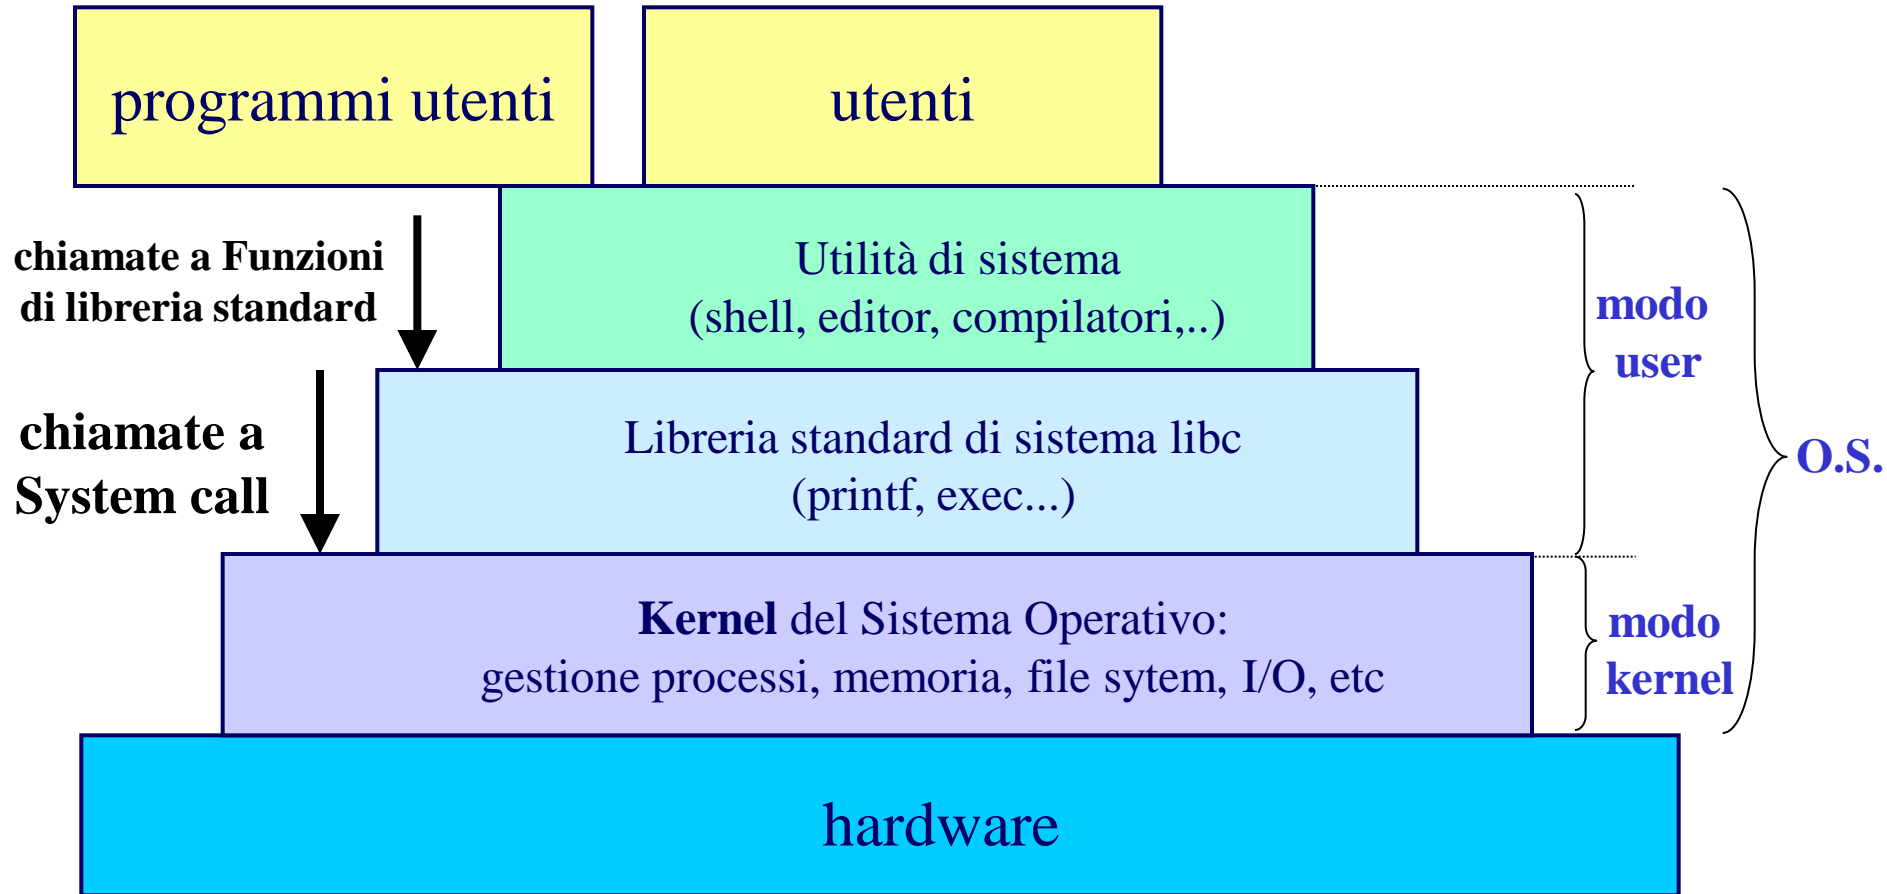 programmi utenti
utenti
chiamate a Funzioni
di libreria standard
Utilità di sistema
(shell, editor, compilatori,..)
modo
user
chiamate a
System call
Libreria standard di sistema libc
(printf, exec...)
O.S.
Kernel del Sistema Operativo:
gestione processi, memoria, file sytem, I/O, etc
modo
kernel
hardware